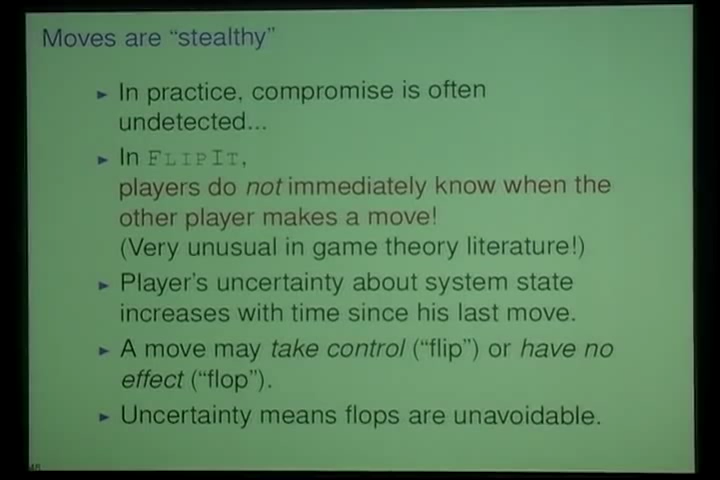 Moves are “stealthy”
► In practice, compromise is often
undetected...
► In FLIPIT,
players do not immediately know when the
other player makes a move!
(Very unusual in game theory literature!)
► Player's uncertainty about system state
increases with time since his last move.
► A move may take control (“flip”) or have no
effect (“flop”).
► Uncertainty means flops are unavoidable.